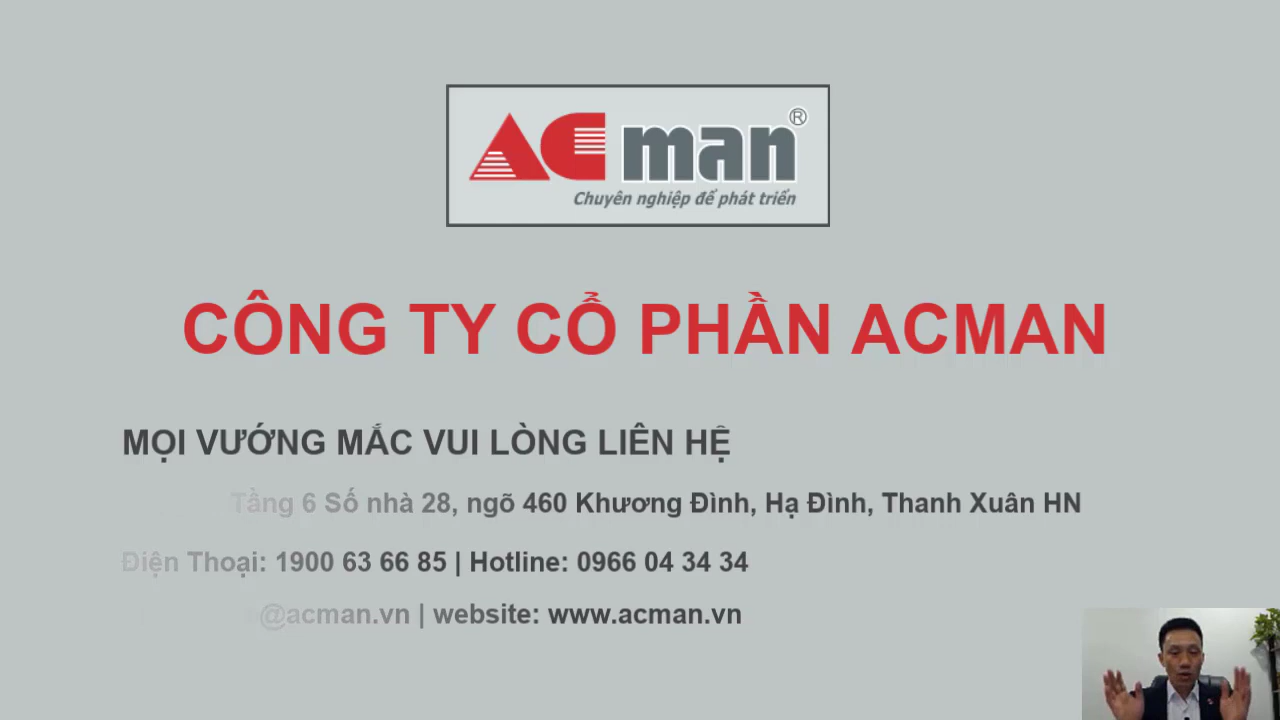 ACman®
Chuyên nghiệp để phát triển
CÔNG TY CỔ PHẦN ACMAN
MỌI VƯỚNG MẮC VUI LÒNG LIÊN HỆ
Tầng 6 Số nhà 28, ngõ 460 Khương Đình, Hạ Đình, Thanh Xuân HN
Điện Thoại: 1900 63 66 85 | Hotline: 0966 04 34 34
@acman.vn | website: www.acman.vn